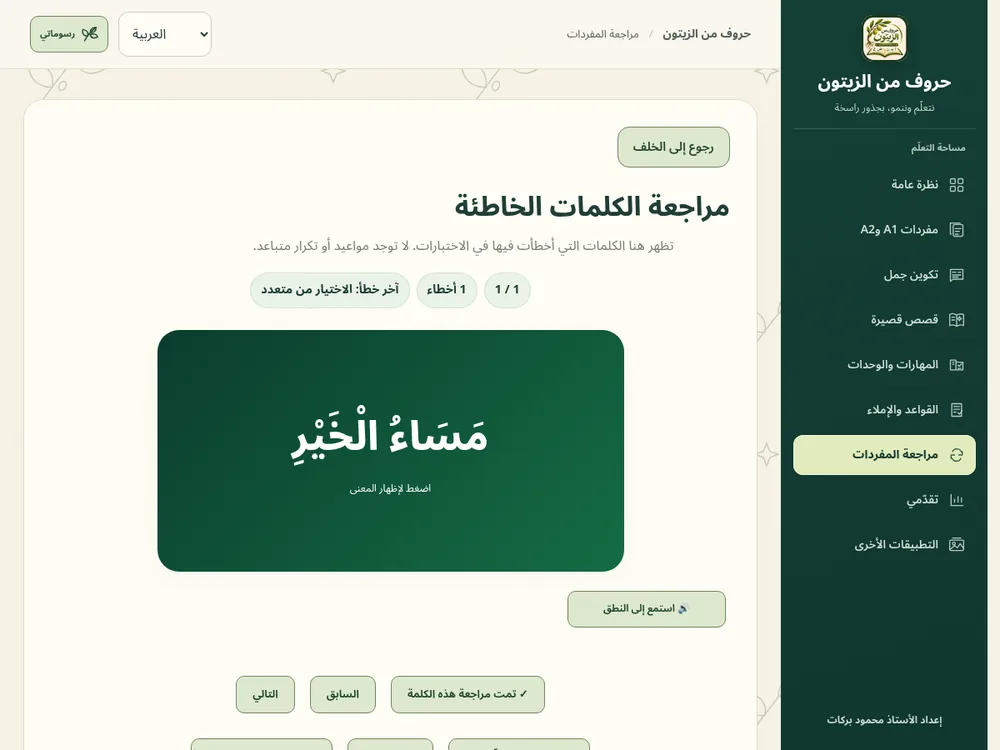 حروف من الزيتون
نتعلّم وننمو، بجذور راسخة
مساحة التعلّم
نظرة عامة
مفردات A1 وA2
تكوين جمل
قصص قصيرة
المهارات والوحدات
القواعد والإملاء
مراجعة المفردات
تقدّمي
التطبيقات الأخرى
إعداد الأستاذ محمود بركات
حروف من الزيتون / مراجعة المفردات
العربية
رسوماتي
رجوع إلى الخلف
مراجعة الكلمات الخاطئة
تظهر هنا الكلمات التي أخطأت فيها في الاختبارات. لا توجد مواعيد أو تكرار متباعد.
1 / 1
1 أخطاء
آخر خطأ: الاختيار من متعدد
مَسَاءُ الْخَيْرِ
اضغط لإظهار المعنى
🔊 استمع إلى النطق
✓ تمت مراجعة هذه الكلمة
السابق
التالي